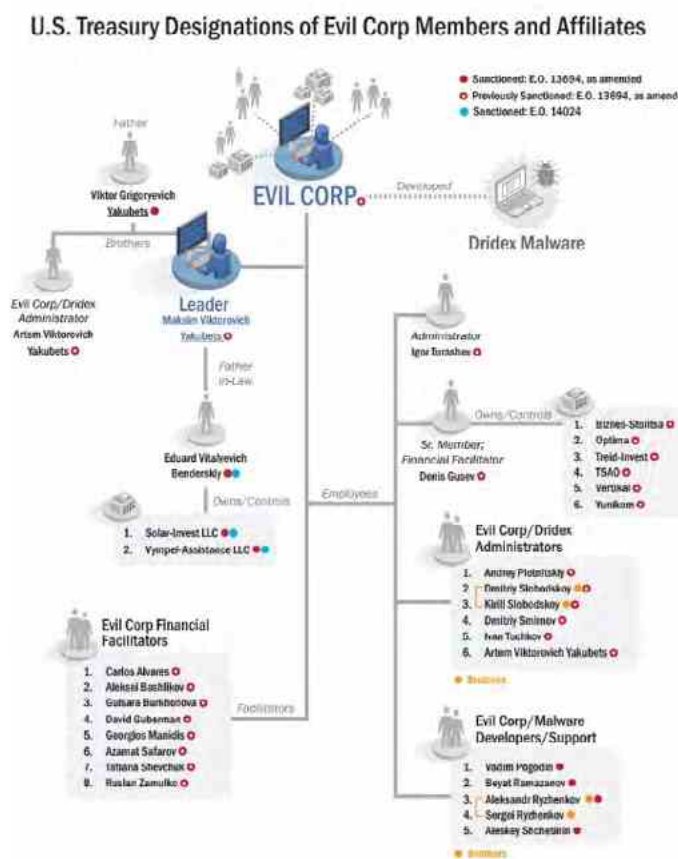 U.S. Treasury Designations of Evil Corp Members and Affiliates
Sanctioned: E.O. 13694, as amended
Previously Sanctioned: E.O. 13694, as amend
Sanctioned: E.O. 14024
EVIL CORP
Developed
Dridex Malware
Father
Viktor Grigoryevich
Yakubets
Brothers
Evil Corp/Dridex
Administrator
Artem Viktorovich
Yakubets
Leader
Maksim Viktorovich
Yakubets
Father
in-Law
Eduard Vitalyevich
Benderskiy
Owns/Controls
1. Solar-Invest LLC
2. Vympel-Assistance LLC
Employees
Administrator
Igor Turashev
Sr. Member;
Financial Facilitator
Denis Gusev
Owns/Controls
1. Biznes-Stolitsa
2. Optima
3. Treid-Invest
4. TSAO
5. Vertikal
6. Yunikom
Evil Corp/Dridex
Administrators
1. Andrey Plotnitskiy
2. Dmitriy Slobodskoy
3. Kirill Slobodskoy
4. Dmitriy Smirnov
5. Ivan Tuchkov
6. Artem Viktorovich Yakubets
Brothers
Evil Corp Financial
Facilitators
1. Carlos Alvares
2. Aleksei Bashlikov
3. Gulsara Burkhonova
4. David Guberman
5. Georgios Manidis
6. Azamat Safarov
7. Tatiana Shevchuk
8. Ruslan Zamulko
Facilitators
Evil Corp/Malware
Developers/Support
1. Vadim Pogodin
2. Beyat Ramazanov
3. Aleksandr Ryzhenkov
4. Sergei Ryzhenkov
5. Aleksey Shchetinin
Brothers